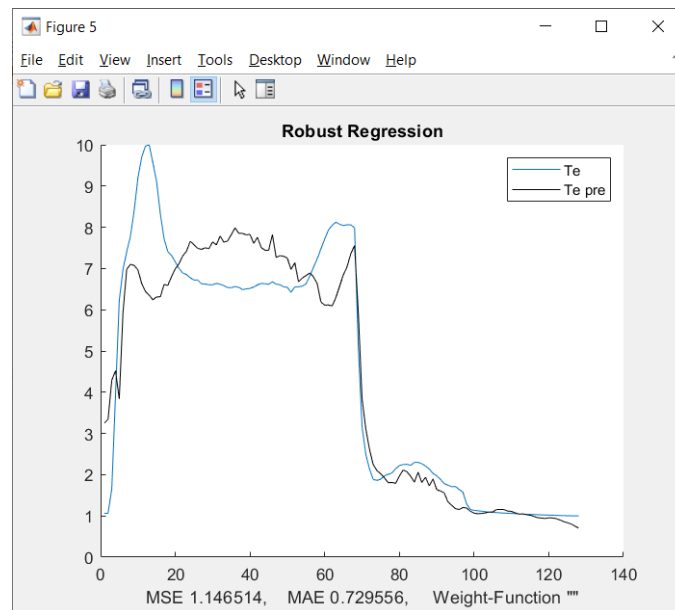 Figure 5
File Edit View Insert Tools Desktop Window Help
Robust Regression
Te
Te pre
10
9
8
7
6
5
4
3
2
1
0
0 20 40 60 80 100 120 140
MSE 1.146514, MAE 0.729556, Weight-Function ""